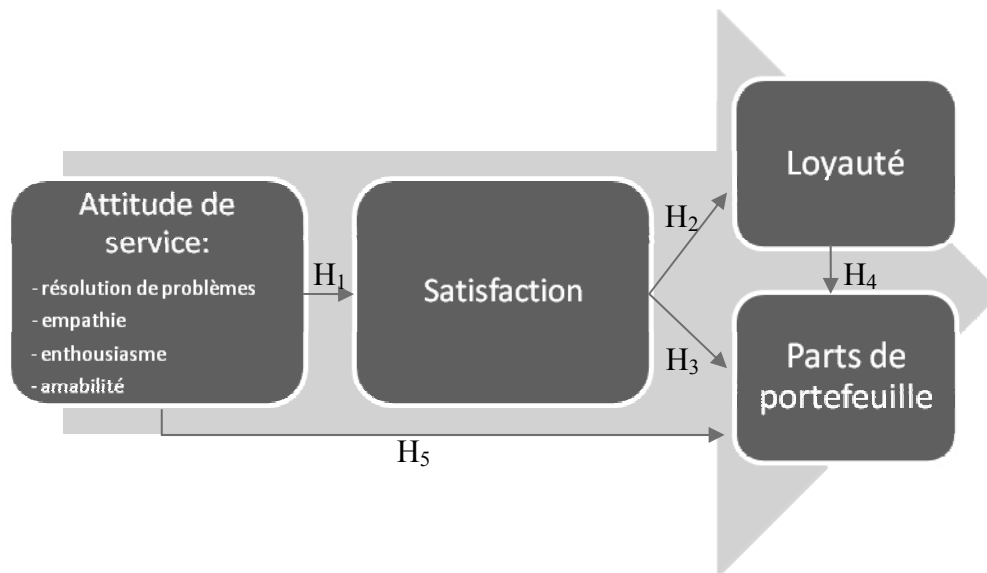 Attitude de
service:
- résolution de problèmes
- empathie
- enthousiasme
- amabilité
H1
Satisfaction
H2
H3
Loyauté
H4
Parts de
portefeuille
H5